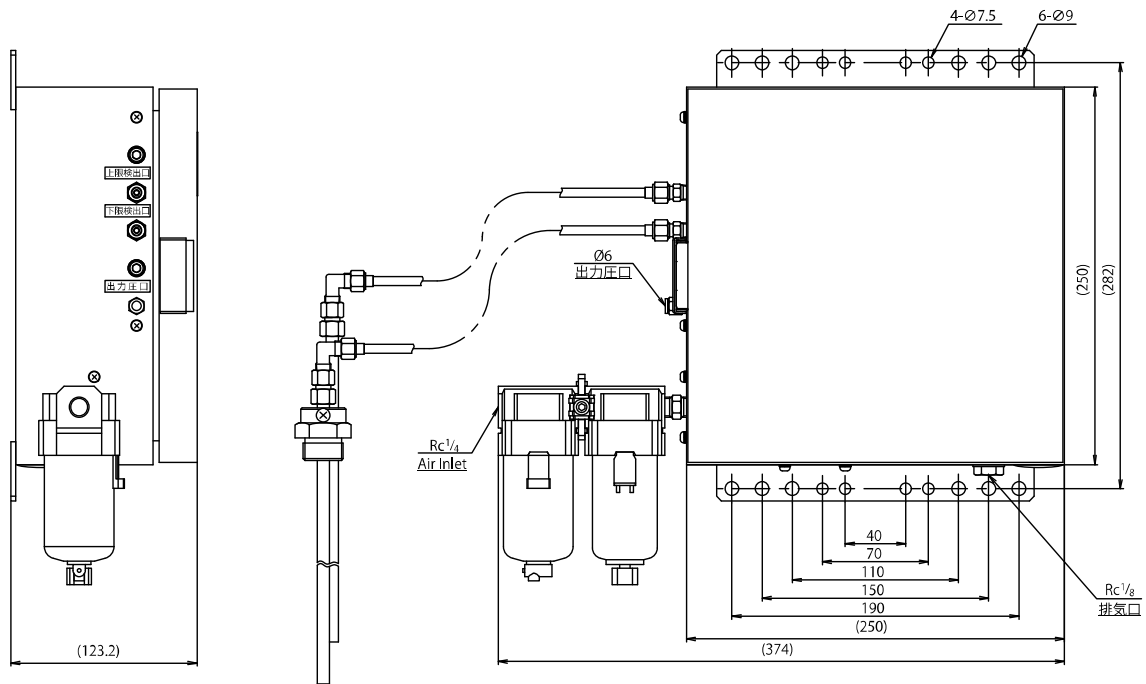 4-Ø7.5
6-Ø9
上限検出口
下限検出口
出力圧口
Ø6
出力圧口
(250)
(282)
Rc1/4
Air Inlet
40
70
110
150
190
(250)
(374)
(123.2)
Rc1/8
排気口